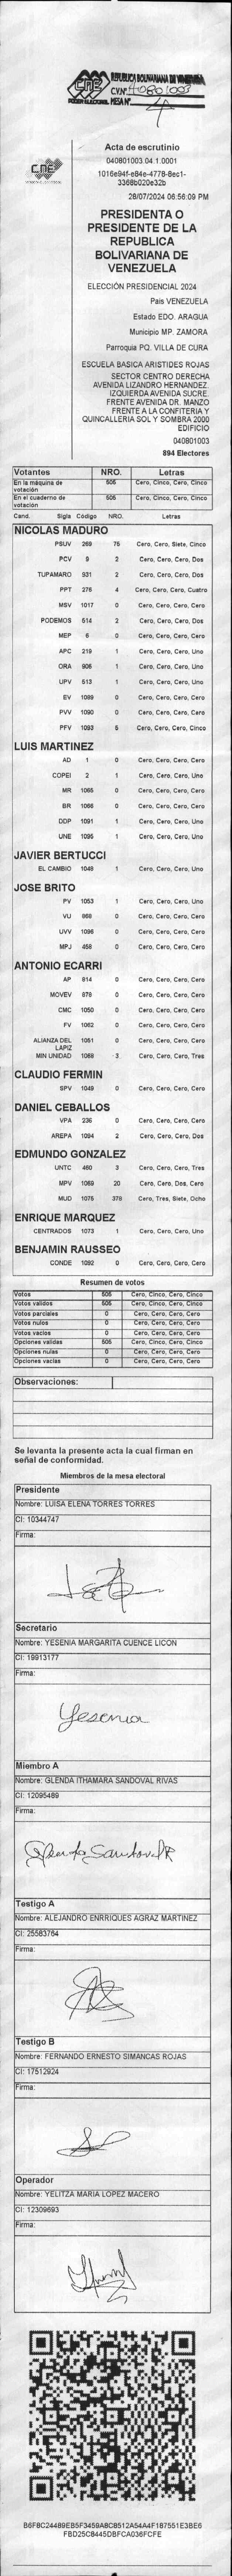 CNE
PODER ELECTORAL
REPUBLICA BOLIVARIANA DE VENEZUELA
C.V.N° 40801003
MESA N° 4
CNE
Acta de escrutinio
040801003.04.1.0001
1016e94f-e84e-4778-8ec1-
3368b020e32b
28/07/2024 06:56:09 PM
PRESIDENTA O
PRESIDENTE DE LA
REPUBLICA
BOLIVARIANA DE
VENEZUELA
ELECCIÓN PRESIDENCIAL 2024
Pais VENEZUELA
Estado EDO. ARAGUA
Municipio MP. ZAMORA
Parroquia PQ. VILLA DE CURA
ESCUELA BASICA ARISTIDES ROJAS
SECTOR CENTRO DERECHA
AVENIDA LIZANDRO HERNANDEZ.
IZQUIERDA AVENIDA SUCRE.
FRENTE AVENIDA DR. MANZO
FRENTE A LA CONFITERIA Y
QUINCALLERIA SOL Y SOMBRA 2000
EDIFICIO
040801003
894 Electores
Votantes NRO. Letras
En la máquina de votación 505 Cero, Cinco, Cero, Cinco
En el cuaderno de votación 505 Cero, Cinco, Cero, Cinco
Cand. Sigla Código NRO. Letras
NICOLAS MADURO
PSUV 269 75 Cero, Cero, Siete, Cinco
PCV 9 2 Cero, Cero, Cero, Dos
TUPAMARO 931 2 Cero, Cero, Cero, Dos
PPT 276 4 Cero, Cero, Cero, Cuatro
MSV 1017 0 Cero, Cero, Cero, Cero
PODEMOS 514 2 Cero, Cero, Cero, Dos
MEP 6 0 Cero, Cero, Cero, Cero
APC 219 1 Cero, Cero, Cero, Uno
ORA 906 1 Cero, Cero, Cero, Uno
UPV 513 1 Cero, Cero, Cero, Uno
EV 1089 0 Cero, Cero, Cero, Cero
PVV 1090 0 Cero, Cero, Cero, Cero
PFV 1093 5 Cero, Cero, Cero, Cinco
LUIS MARTINEZ
AD 1 0 Cero, Cero, Cero, Cero
COPEI 2 1 Cero, Cero, Cero, Uno
MR 1065 0 Cero, Cero, Cero, Cero
BR 1066 0 Cero, Cero, Cero, Cero
DDP 1091 1 Cero, Cero, Cero, Uno
UNE 1095 1 Cero, Cero, Cero, Uno
JAVIER BERTUCCI
EL CAMBIO 1048 1 Cero, Cero, Cero, Uno
JOSE BRITO
PV 1053 1 Cero, Cero, Cero, Uno
VU 868 0 Cero, Cero, Cero, Cero
UVV 1096 0 Cero, Cero, Cero, Cero
MPJ 458 0 Cero, Cero, Cero, Cero
ANTONIO ECARRI
AP 814 0 Cero, Cero, Cero, Cero
MOVEV 878 0 Cero, Cero, Cero, Cero
CMC 1050 0 Cero, Cero, Cero, Cero
FV 1062 0 Cero, Cero, Cero, Cero
ALIANZA DEL LAPIZ 1051 0 Cero, Cero, Cero, Cero
MIN UNIDAD 1068 3 Cero, Cero, Cero, Tres
CLAUDIO FERMIN
SPV 1049 0 Cero, Cero, Cero, Cero
DANIEL CEBALLOS
VPA 236 0 Cero, Cero, Cero, Cero
AREPA 1094 2 Cero, Cero, Cero, Dos
EDMUNDO GONZALEZ
UNTC 460 3 Cero, Cero, Cero, Tres
MPV 1069 20 Cero, Cero, Dos, Cero
MUD 1076 378 Cero, Tres, Siete, Ocho
ENRIQUE MARQUEZ
CENTRADOS 1073 1 Cero, Cero, Cero, Uno
BENJAMIN RAUSSEO
CONDE 1092 0 Cero, Cero, Cero, Cero
Resumen de votos
Votos 505 Cero, Cinco, Cero, Cinco
Votos validos 505 Cero, Cinco, Cero, Cinco
Votos parciales 0 Cero, Cero, Cero, Cero
Votos nulos 0 Cero, Cero, Cero, Cero
Votos vacios 0 Cero, Cero, Cero, Cero
Opciones validas 505 Cero, Cinco, Cero, Cinco
Opciones nulas 0 Cero, Cero, Cero, Cero
Opciones vacias 0 Cero, Cero, Cero, Cero
Observaciones:
Se levanta la presente acta la cual firman en
señal de conformidad.
Miembros de la mesa electoral
Presidente
Nombre: LUISA ELENA TORRES TORRES
CI: 10344747
Firma:
Secretario
Nombre: YESENIA MARGARITA CUENCE LICON
CI: 19913177
Firma:
Yesenia
Miembro A
Nombre: GLENDA ITHAMARA SANDOVAL RIVAS
CI: 12095489
Firma:
Glenda Sandoval R
Testigo A
Nombre: ALEJANDRO ENRRIQUES AGRAZ MARTINEZ
CI: 25583764
Firma:
Testigo B
Nombre: FERNANDO ERNESTO SIMANCAS ROJAS
CI: 17512924
Firma:
Operador
Nombre: YELITZA MARIA LOPEZ MACERO
CI: 12309693
Firma:
B6F8C24489EB5F3459A8C8512A54A4F187551E3BE6
FBD25C8445DBFCA036FCFE